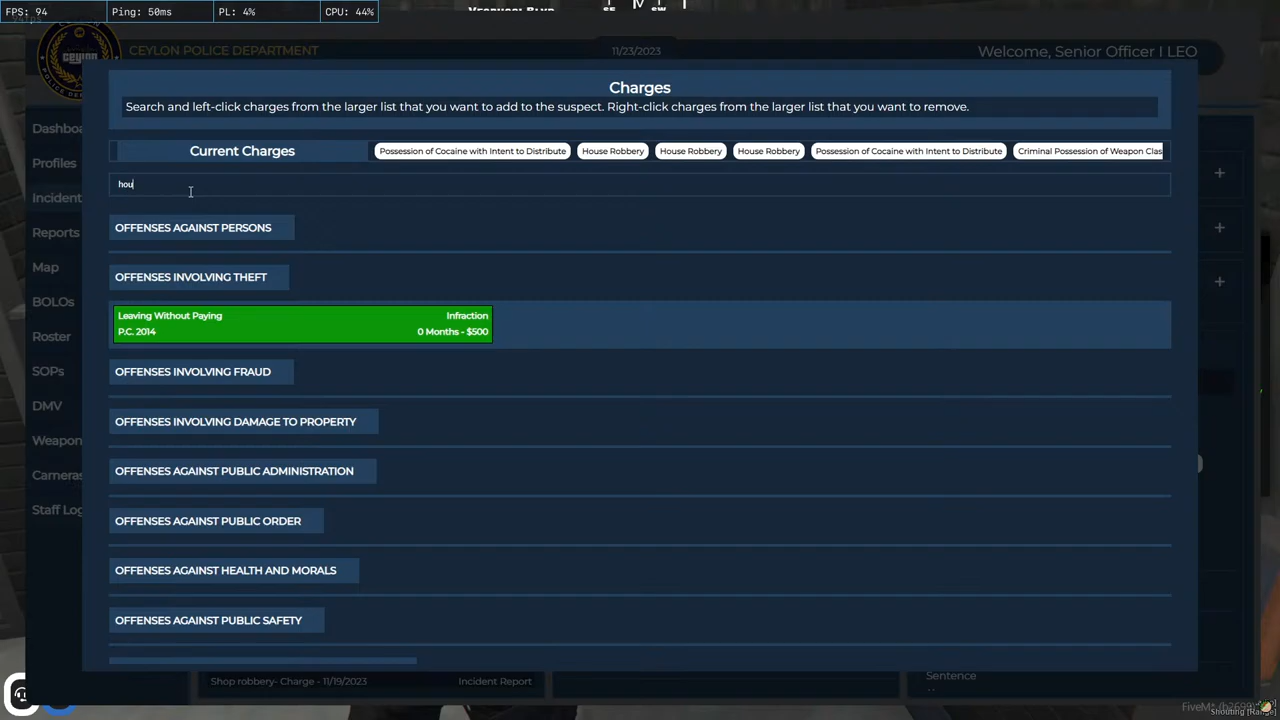 FPS: 94 Ping: 50ms PL: 4% CPU: 44%
SE SW
CEYLON POLICE DEPARTMENT 11/23/2023 Welcome, Senior Officer I LEO
Charges
Search and left-click charges from the larger list that you want to add to the suspect. Right-click charges from the larger list that you want to remove.
Current Charges Possession of Cocaine with Intent to Distribute House Robbery House Robbery House Robbery Possession of Cocaine with Intent to Distribute Criminal Possession of Weapon Clas
hou
Dashboa
Profiles
Incident
Reports
Map
BOLOs
Roster
SOPs
DMV
Weapon
Cameras
Staff Log
OFFENSES AGAINST PERSONS
OFFENSES INVOLVING THEFT
Leaving Without Paying Infraction
P.C. 2014 0 Months - $500
OFFENSES INVOLVING FRAUD
OFFENSES INVOLVING DAMAGE TO PROPERTY
OFFENSES AGAINST PUBLIC ADMINISTRATION
OFFENSES AGAINST PUBLIC ORDER
OFFENSES AGAINST HEALTH AND MORALS
OFFENSES AGAINST PUBLIC SAFETY
Shop robbery- Charge - 11/19/2023 Incident Report
Sentence
Shouting [Range]